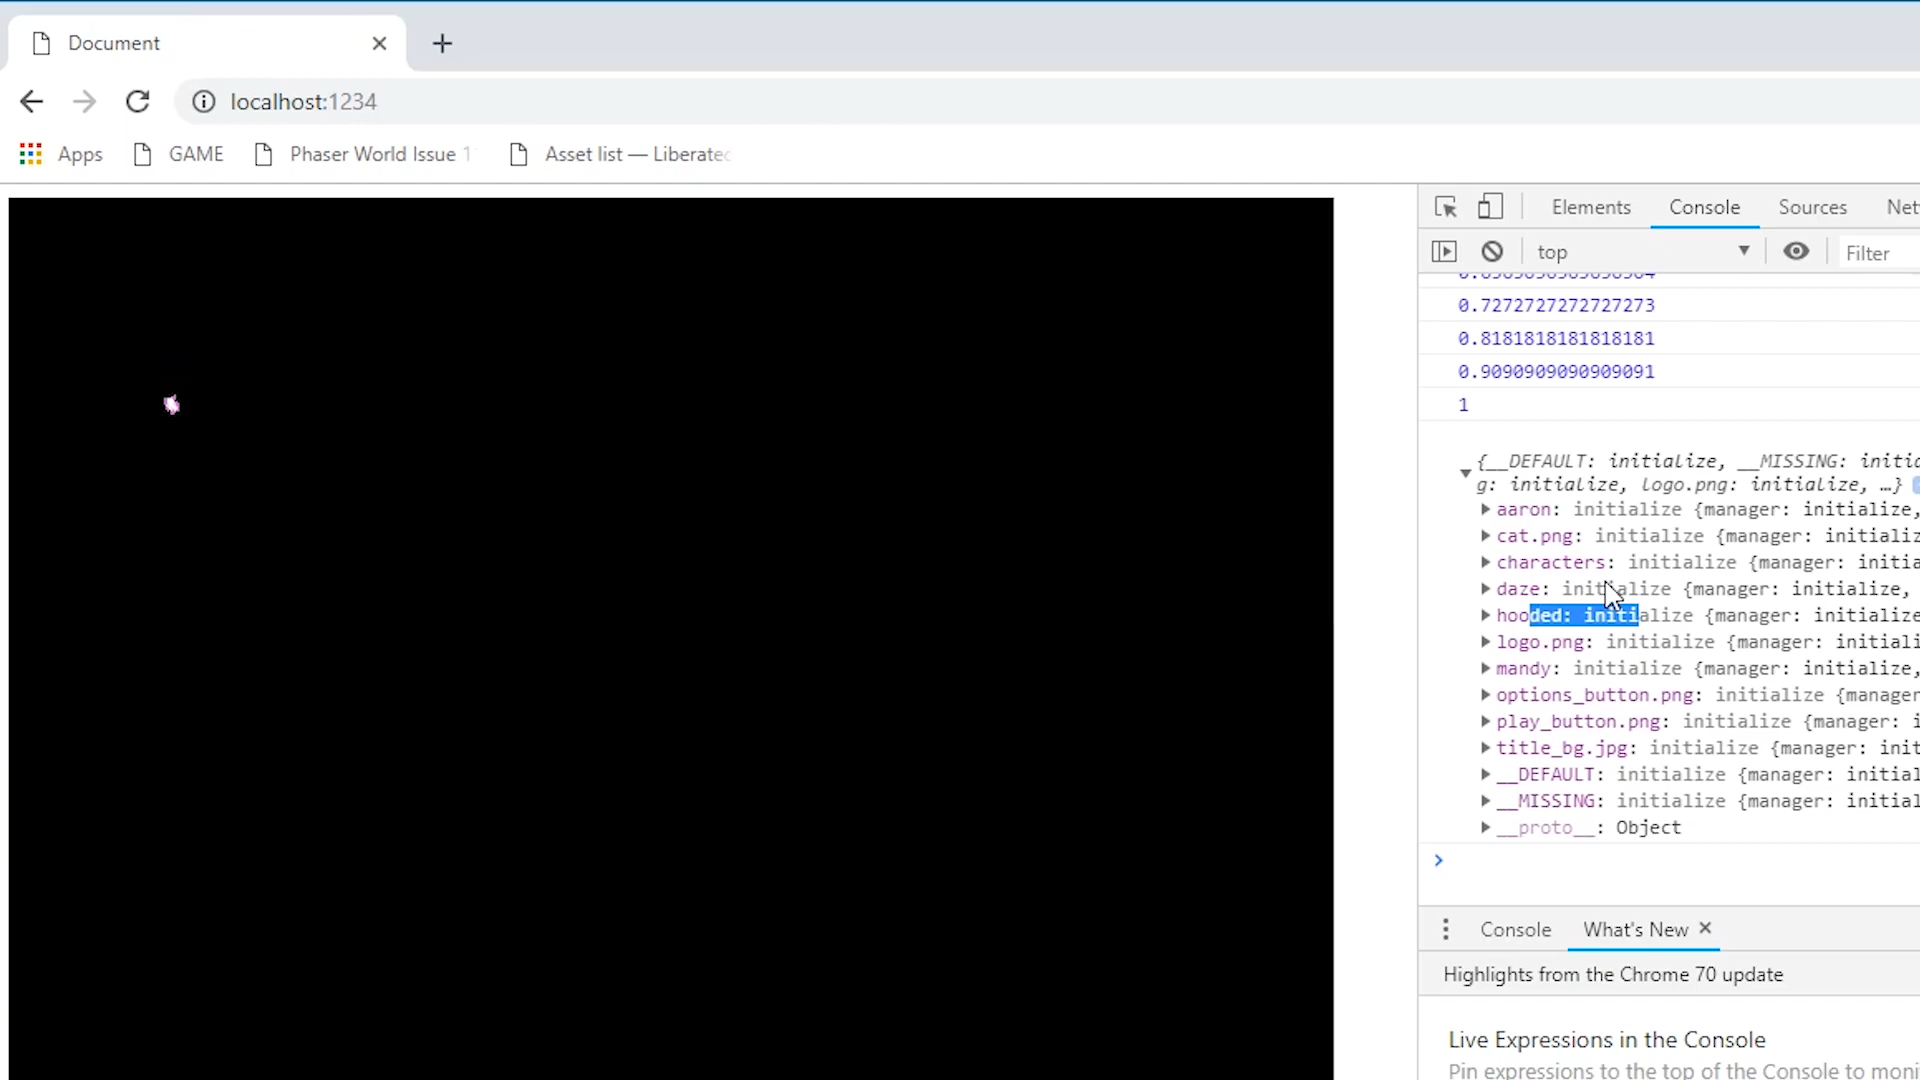 Document
localhost:1234
Apps GAME Phaser World Issue 1 Asset list — Liberated
Elements Console Sources Net
top Filter
0.7272727272727273
0.8181818181818181
0.9090909090909091
1
{__DEFAULT: initialize, __MISSING: initia
g: initialize, logo.png: initialize, …}
aaron: initialize {manager: initialize,
cat.png: initialize {manager: initializ
characters: initialize {manager: initia
daze: initialize {manager: initialize,
hooded: initialize {manager: initialize
logo.png: initialize {manager: initiali
mandy: initialize {manager: initialize,
options_button.png: initialize {manager
play_button.png: initialize {manager: i
title_bg.jpg: initialize {manager: init
__DEFAULT: initialize {manager: initial
__MISSING: initialize {manager: initial
__proto__: Object
Console What's New
Highlights from the Chrome 70 update
Live Expressions in the Console
Pin expressions to the top of the Console to moni